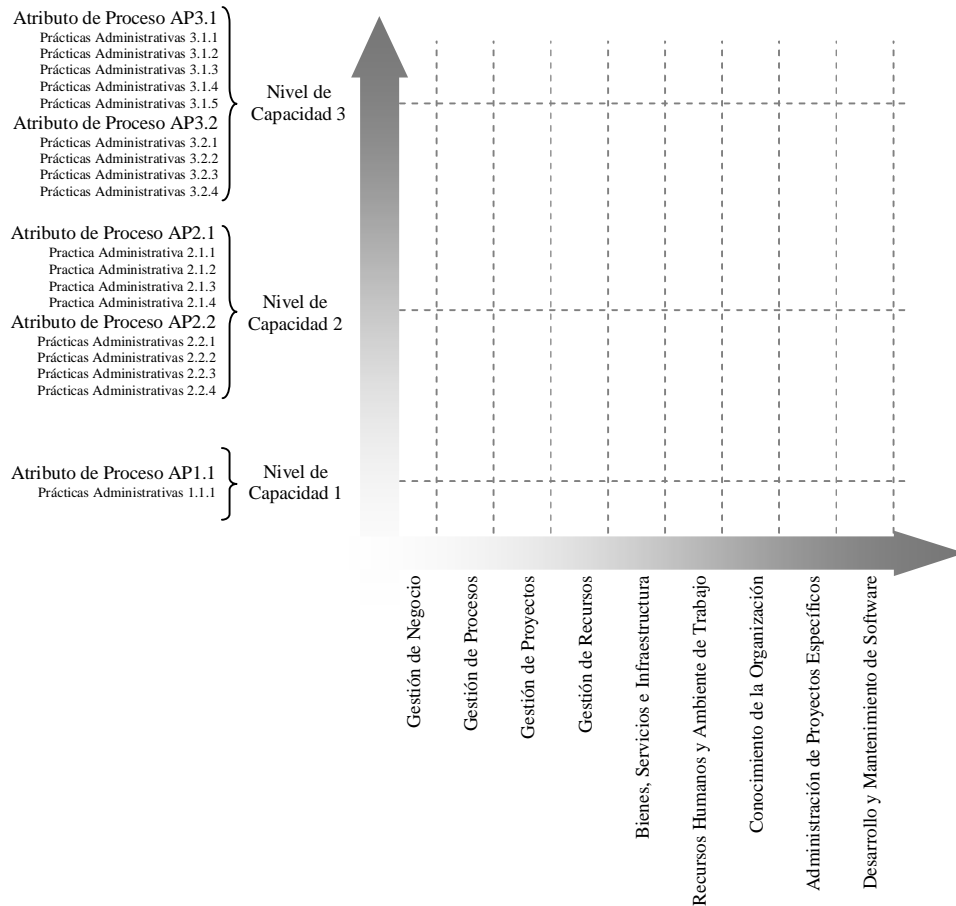 Atributo de Proceso AP3.1
Prácticas Administrativas 3.1.1
Prácticas Administrativas 3.1.2
Prácticas Administrativas 3.1.3
Prácticas Administrativas 3.1.4
Prácticas Administrativas 3.1.5
Atributo de Proceso AP3.2
Prácticas Administrativas 3.2.1
Prácticas Administrativas 3.2.2
Prácticas Administrativas 3.2.3
Prácticas Administrativas 3.2.4
Nivel de
Capacidad 3
Atributo de Proceso AP2.1
Practica Administrativa 2.1.1
Practica Administrativa 2.1.2
Practica Administrativa 2.1.3
Practica Administrativa 2.1.4
Atributo de Proceso AP2.2
Prácticas Administrativas 2.2.1
Prácticas Administrativas 2.2.2
Prácticas Administrativas 2.2.3
Prácticas Administrativas 2.2.4
Nivel de
Capacidad 2
Atributo de Proceso AP1.1
Prácticas Administrativas 1.1.1
Nivel de
Capacidad 1
Gestión de Negocio
Gestión de Procesos
Gestión de Proyectos
Gestión de Recursos
Bienes, Servicios e Infraestructura
Recursos Humanos y Ambiente de Trabajo
Conocimiento de la Organización
Administración de Proyectos Específicos
Desarrollo y Mantenimiento de Software